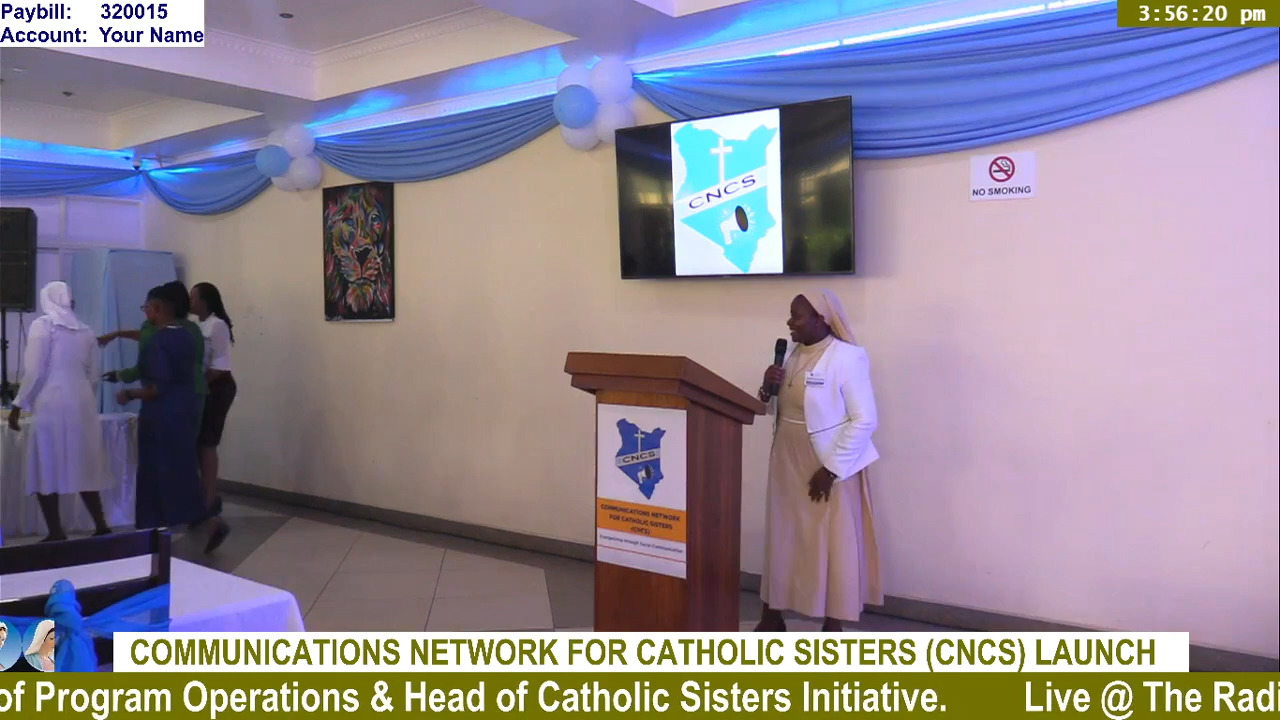 Paybill: 320015
Account: Your Name
3:56:20 pm
CNCS
NO SMOKING
CNCS
COMMUNICATIONS NETWORK
FOR CATHOLIC SISTERS
(CNCS)
COMMUNICATIONS NETWORK FOR CATHOLIC SISTERS (CNCS) LAUNCH
of Program Operations & Head of Catholic Sisters Initiative. Live @ The Radi